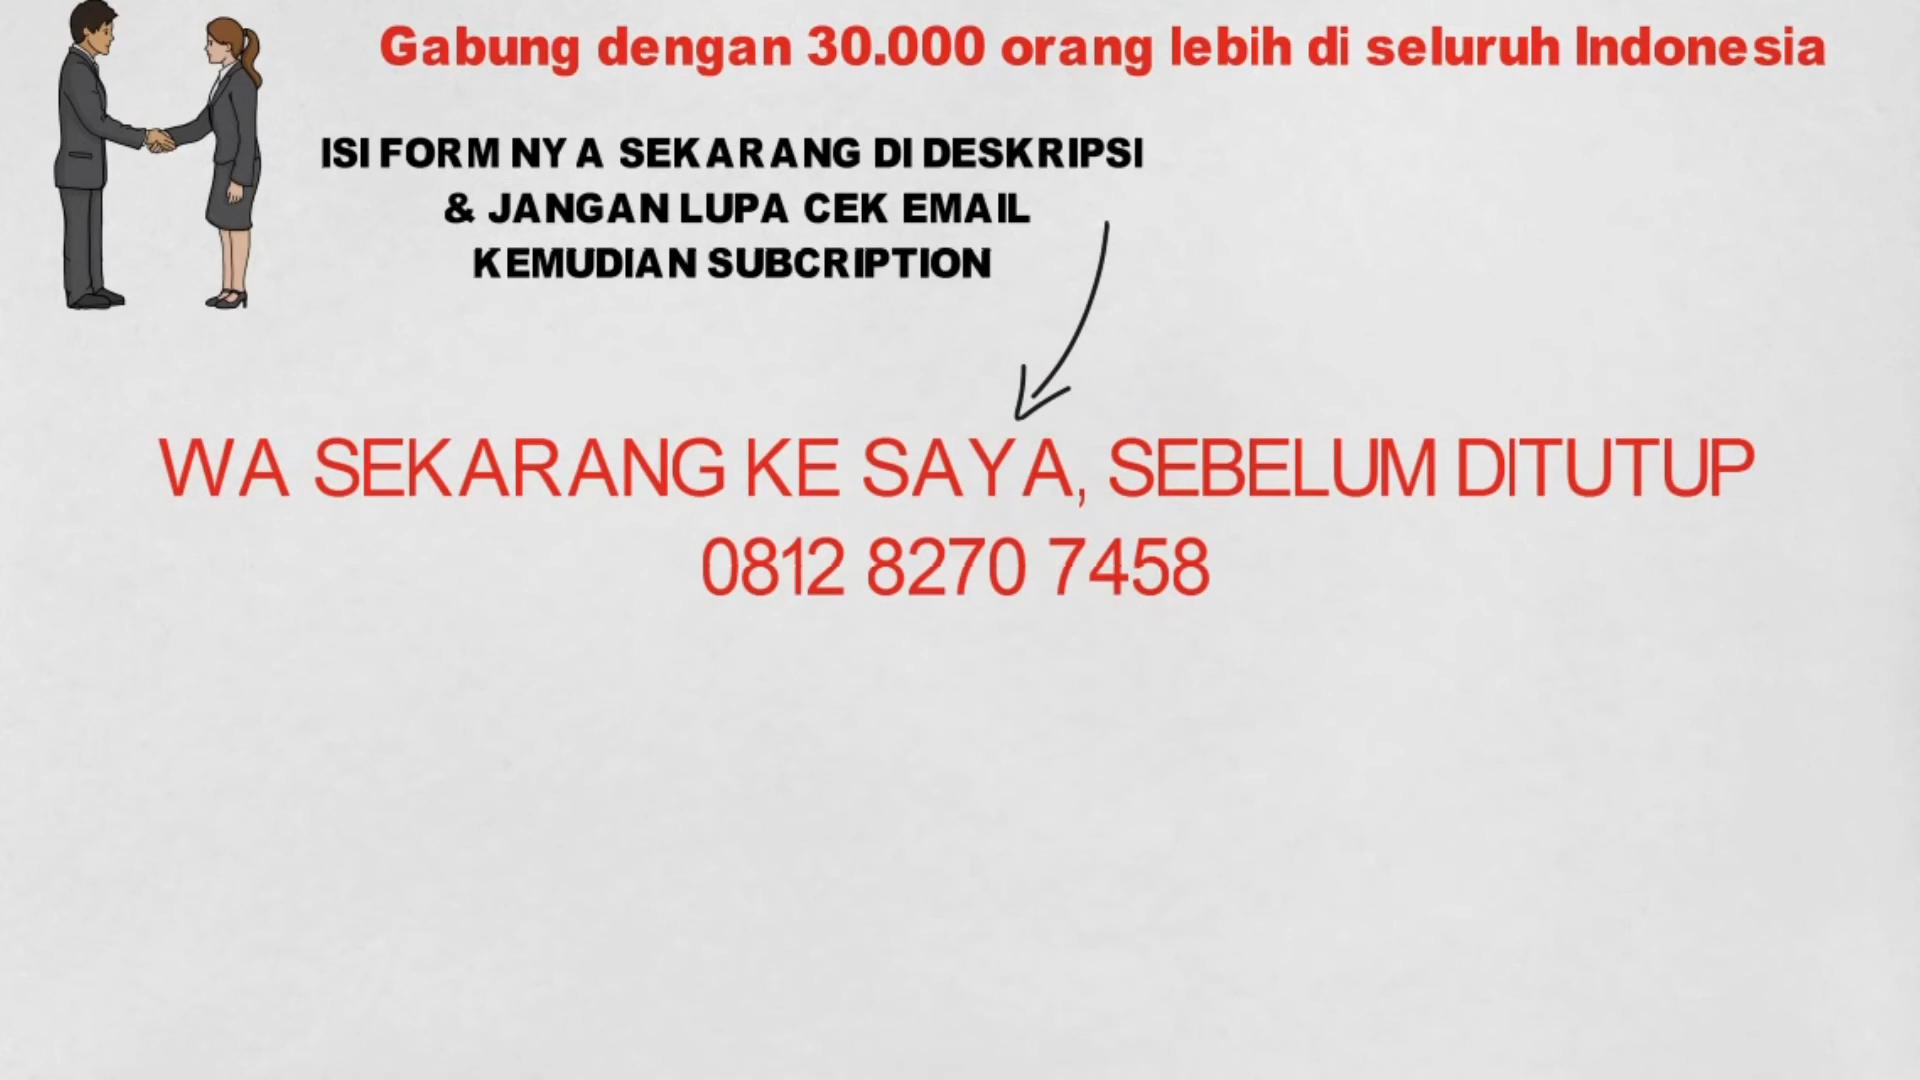 Gabung dengan 30.000 orang lebih di seluruh Indonesia
ISI FORM NYA SEKARANG DI DESKRIPSI
& JANGAN LUPA CEK EMAIL
KEMUDIAN SUBCRIPTION
WA SEKARANG KE SAYA, SEBELUM DITUTUP
0812 8270 7458